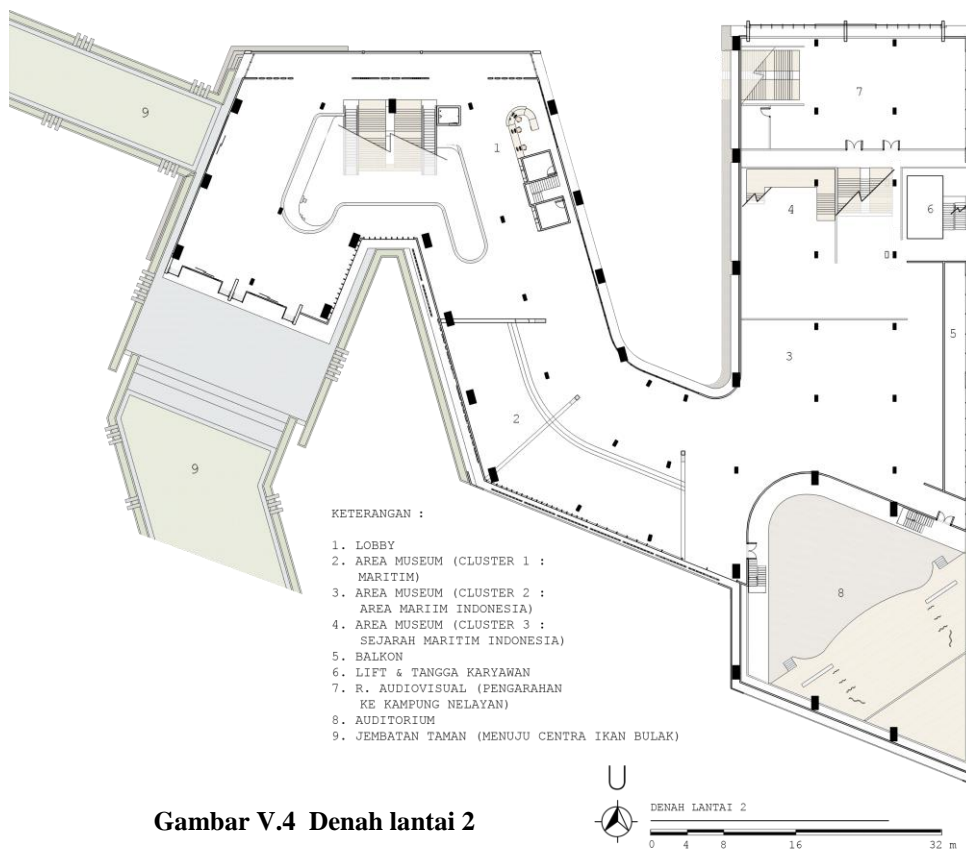 9
7
1
4
6
5
3
2
9
KETERANGAN :
1. LOBBY
2. AREA MUSEUM (CLUSTER 1 :
MARITIM)
3. AREA MUSEUM (CLUSTER 2 :
AREA MARIIM INDONESIA)
4. AREA MUSEUM (CLUSTER 3 :
SEJARAH MARITIM INDONESIA)
5. BALKON
6. LIFT & TANGGA KARYAWAN
7. R. AUDIOVISUAL (PENGARAHAN
KE KAMPUNG NELAYAN)
8. AUDITORIUM
9. JEMBATAN TAMAN (MENUJU CENTRA IKAN BULAK)
8
U
DENAH LANTAI 2
0 4 8 16 32 m
Gambar V.4 Denah lantai 2